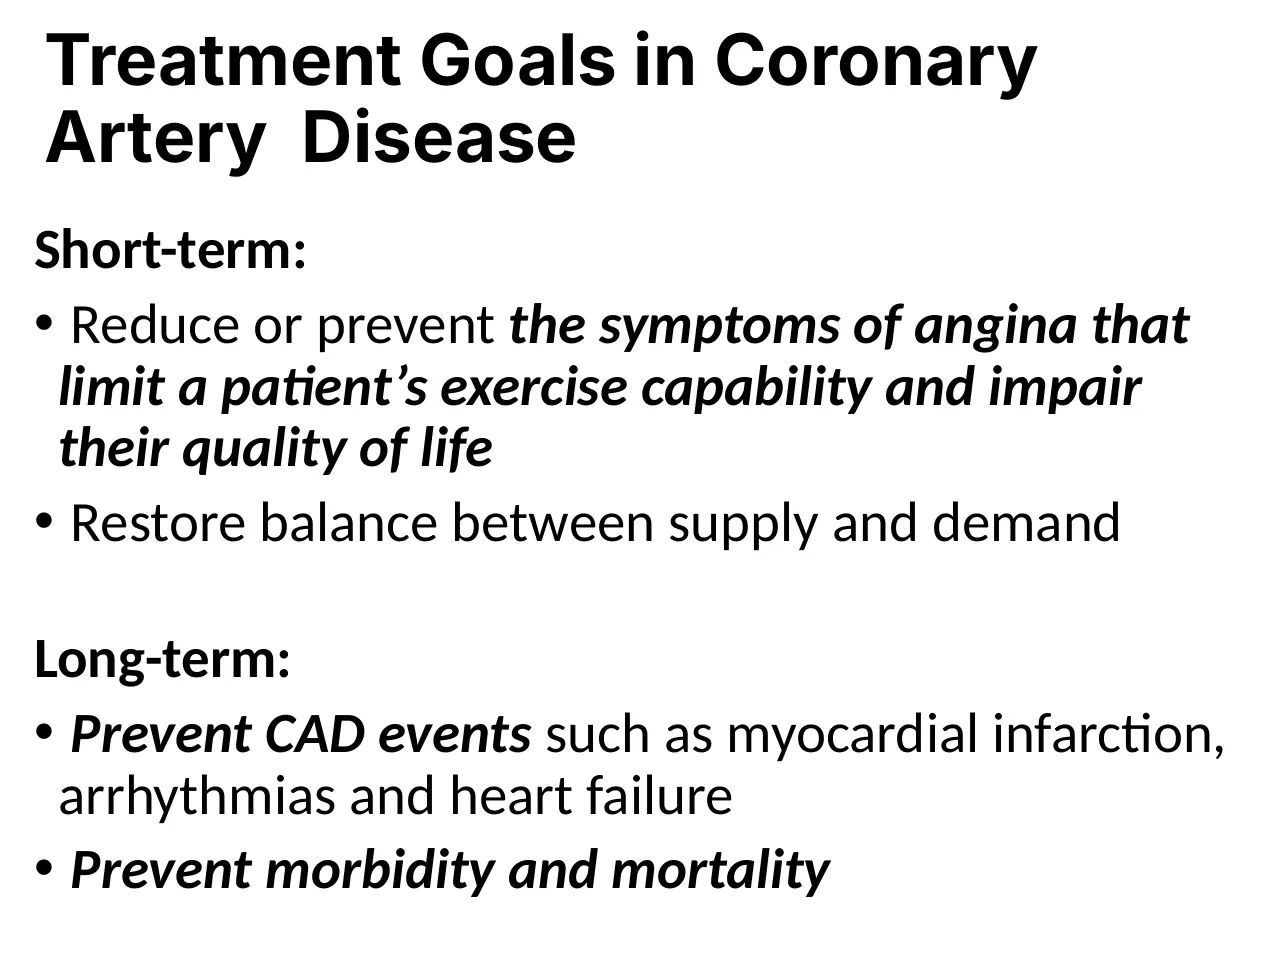 Treatment Goals in Coronary
Artery  Disease
Short-term:
• Reduce or prevent the symptoms of angina that
limit a patient’s exercise capability and impair
their quality of life
• Restore balance between supply and demand
Long-term:
• Prevent CAD events such as myocardial infarction,
arrhythmias and heart failure
• Prevent morbidity and mortality